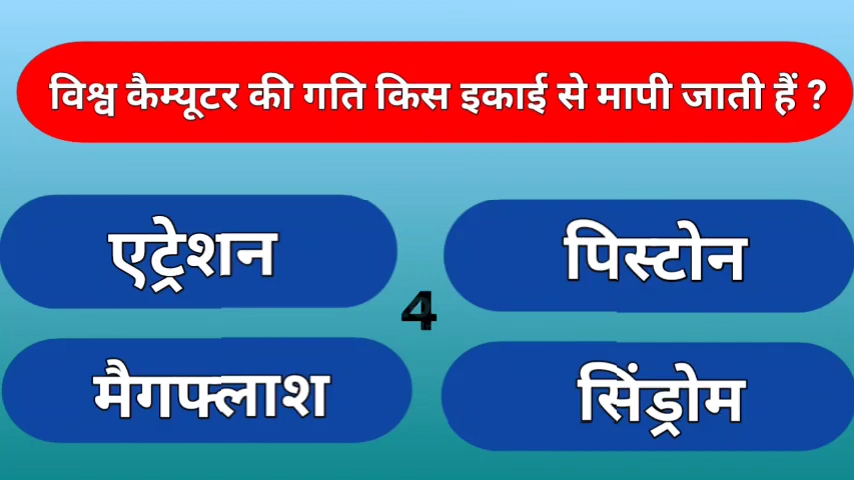 विश्व कैम्यूटर की गति किस इकाई से मापी जाती हैं ?
एट्रेशन
पिस्टोन
4
मैगफ्लाश
सिंड्रोम